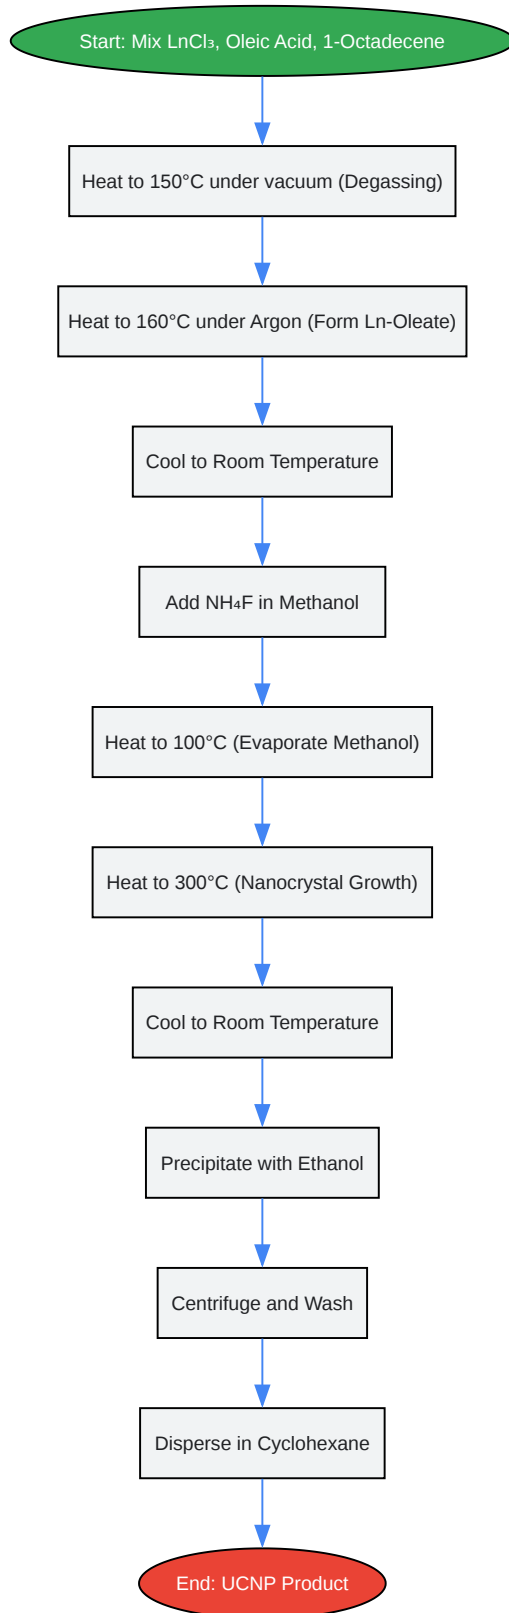 Start: Mix LnCl₃, Oleic Acid, 1-Octadecene
Heat to 150°C under vacuum (Degassing)
Heat to 160°C under Argon (Form Ln-Oleate)
Cool to Room Temperature
Add NH₄F in Methanol
Heat to 100°C (Evaporate Methanol)
Heat to 300°C (Nanocrystal Growth)
Cool to Room Temperature
Precipitate with Ethanol
Centrifuge and Wash
Disperse in Cyclohexane
End: UCNP Product